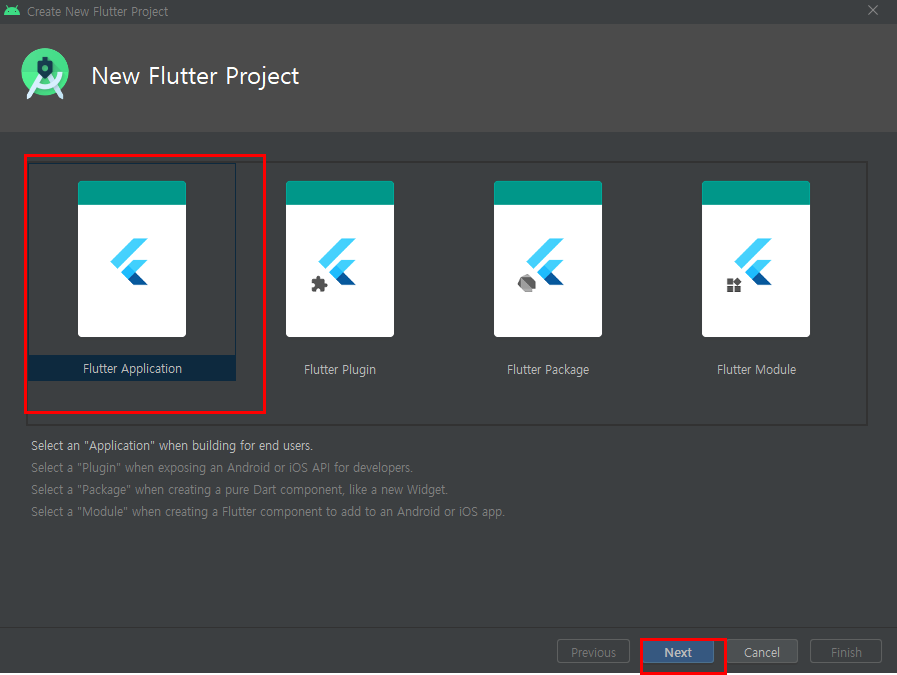 Create New Flutter Project
New Flutter Project
Flutter Application
Flutter Plugin
Flutter Package
Flutter Module
Select an "Application" when building for end users.
Select a "Plugin" when exposing an Android or iOS API for developers.
Select a "Package" when creating a pure Dart component, like a new Widget.
Select a "Module" when creating a Flutter component to add to an Android or iOS app.
Previous
Next
Cancel
Finish